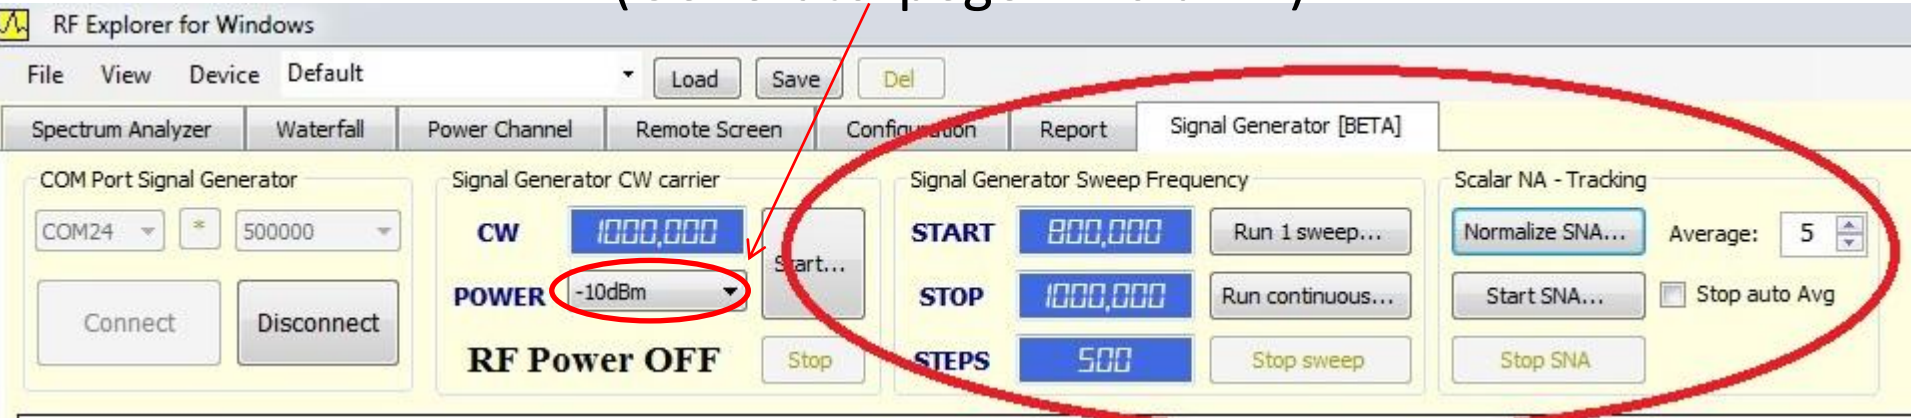 RF Explorer for Windows
File View Device Default Load Save Del
Spectrum Analyzer Waterfall Power Channel Remote Screen Configuration Report Signal Generator [BETA]
COM Port Signal Generator
COM24 * 500000
Connect Disconnect
Signal Generator CW carrier
CW 1000,000
POWER -10dBm
Start...
RF Power OFF Stop
Signal Generator Sweep Frequency
START 800,000 Run 1 sweep...
STOP 1000,000 Run continuous...
STEPS 500 Stop sweep
Scalar NA - Tracking
Normalize SNA... Average: 5
Start SNA... Stop auto Avg
Stop SNA